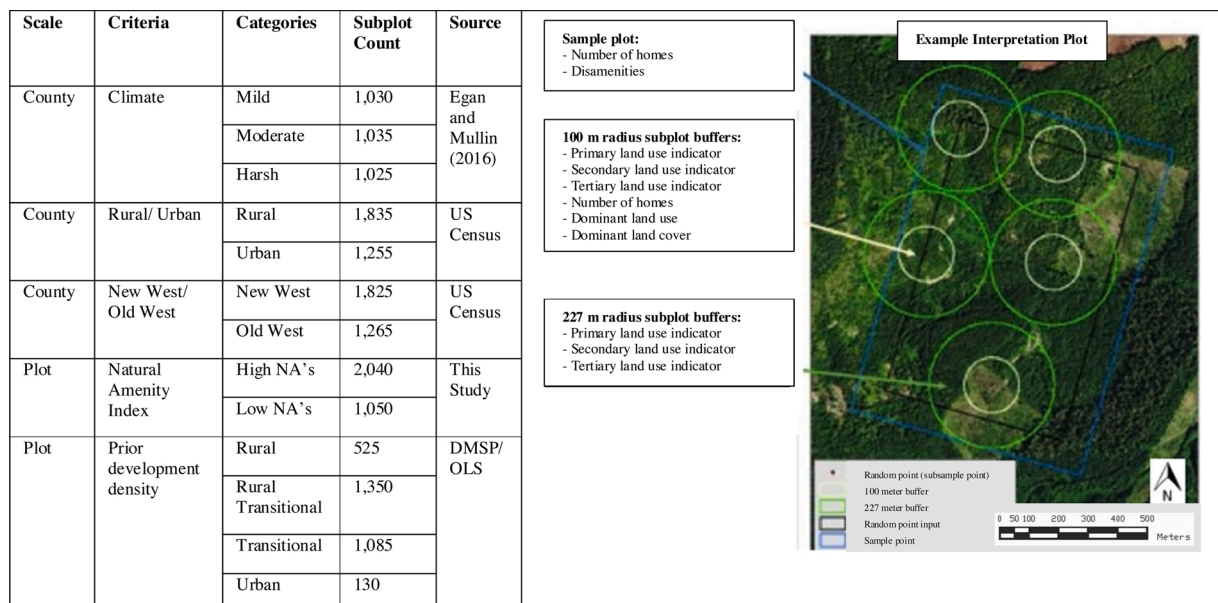 Scale Criteria Categories Subplot Count Source
County Climate Mild 1,030 Egan and Mullin (2016)
Moderate 1,035
Harsh 1,025
County Rural/ Urban Rural 1,835 US Census
Urban 1,255
County New West/ Old West New West 1,825 US Census
Old West 1,265
Plot Natural Amenity Index High NA's 2,040 This Study
Low NA's 1,050
Plot Prior development density Rural 525 DMSP/ OLS
Rural Transitional 1,350
Transitional 1,085
Urban 130
Sample plot:
- Number of homes
- Disamenities
100 m radius subplot buffers:
- Primary land use indicator
- Secondary land use indicator
- Tertiary land use indicator
- Number of homes
- Dominant land use
- Dominant land cover
227 m radius subplot buffers:
- Primary land use indicator
- Secondary land use indicator
- Tertiary land use indicator
Example Interpretation Plot
Random point (subsample point)
100 meter buffer
227 meter buffer
Random point input
Sample point
N
0 50 100 200 300 400 500
Meters